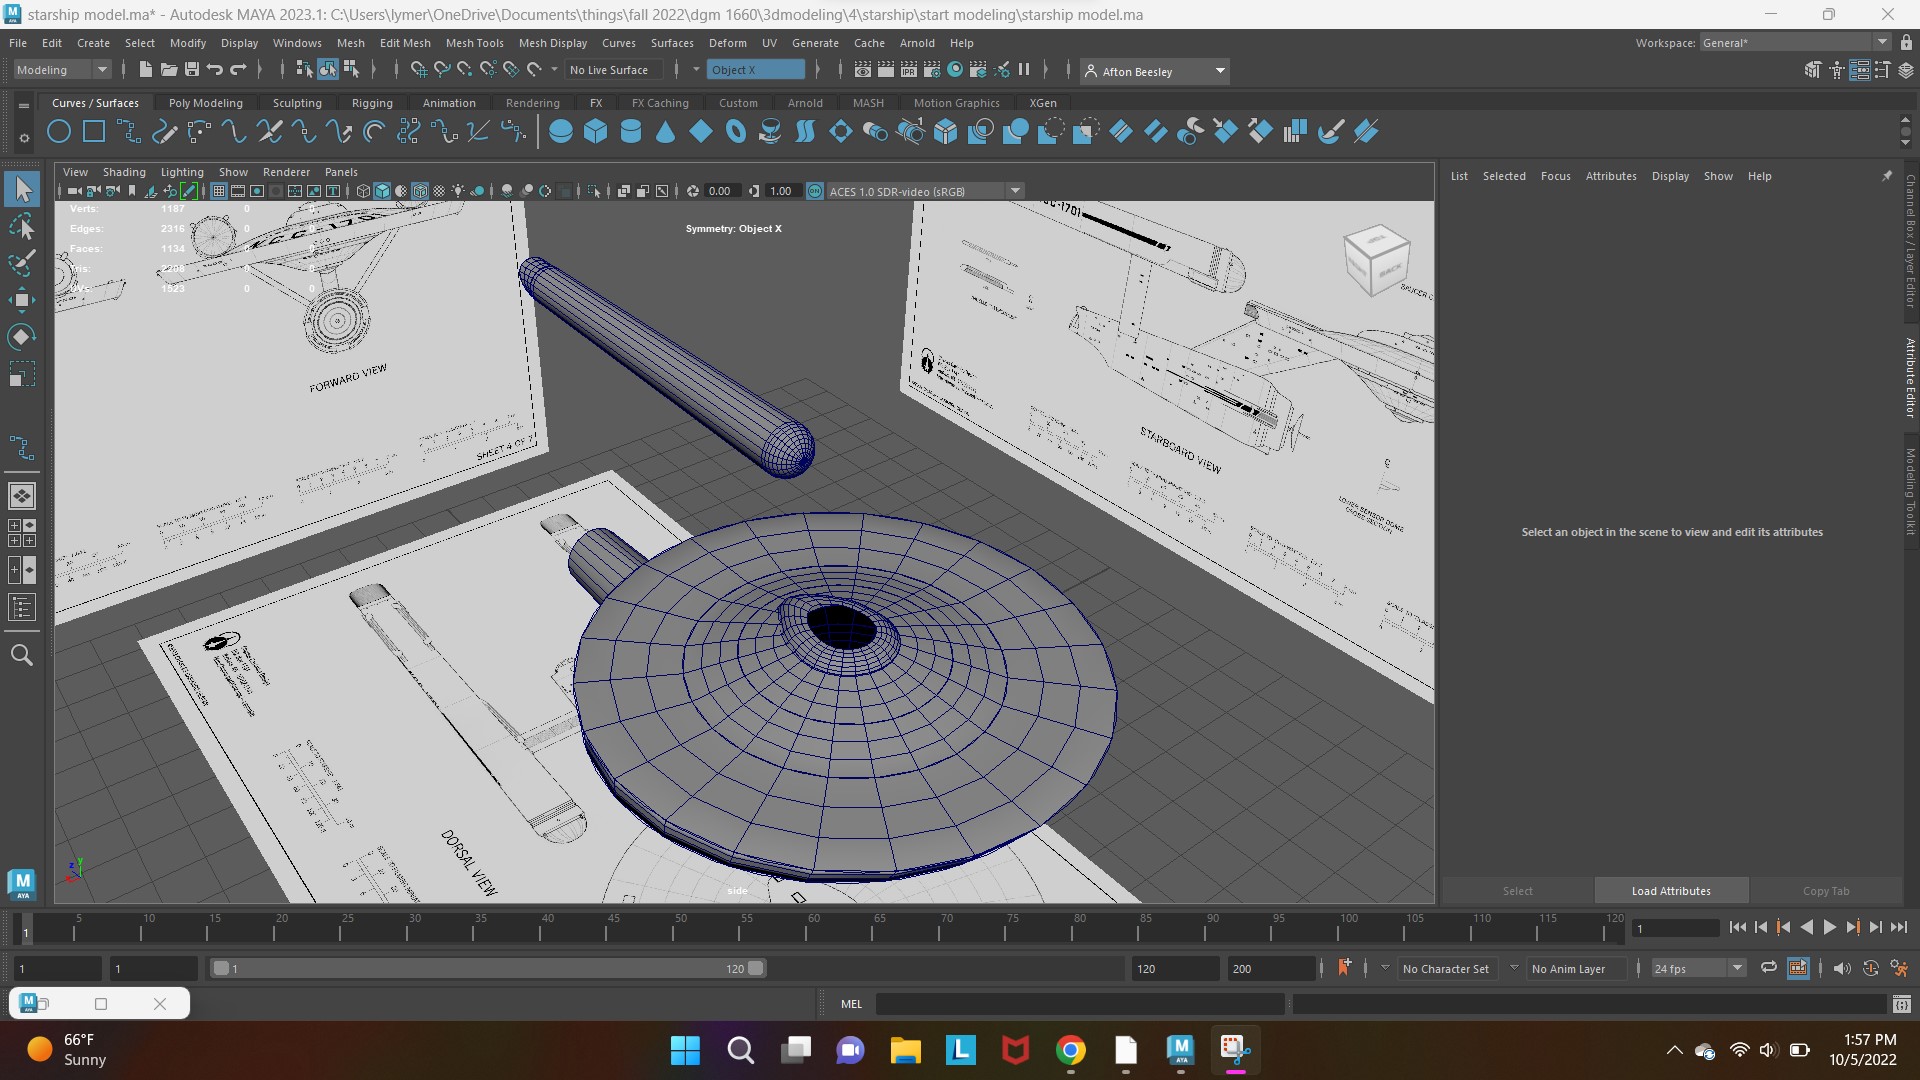 starship model.ma* - Autodesk MAYA 2023.1: C:\Users\lymer\OneDrive\Documents\things\fall 2022\dgm 1660\3dmodeling\4\starship\start modeling\starship model.ma
File Edit Create Select Modify Display Windows Mesh Edit Mesh Mesh Tools Mesh Display Curves Surfaces Deform UV Generate Cache Arnold Help
Workspace: General*
Modeling
No Live Surface
Object X
IPR
Afton Beesley
Curves / Surfaces Poly Modeling Sculpting Rigging Animation Rendering FX FX Caching Custom Arnold MASH Motion Graphics XGen
View Shading Lighting Show Renderer Panels
0.00
1.00
ON
ACES 1.0 SDR-video (sRGB)
List Selected Focus Attributes Display Show Help
Verts: 1187 0 0
Edges: 2316 0 0
Faces: 1134 0 0
Tris: 2208 0 0
UVs: 1523 0 0
Symmetry: Object X
BACK
FORWARD VIEW
SHEET 4 OF 7
STARBOARD VIEW
LOWER SENSOR DOME
CROSS SECTION
DORSAL VIEW
side
Channel Box / Layer Editor
Attribute Editor
Modeling Toolkit
Select an object in the scene to view and edit its attributes
Select
Load Attributes
Copy Tab
1 5 10 15 20 25 30 35 40 45 50 55 60 65 70 75 80 85 90 95 100 105 110 115 120
1
1
1
1
120
120
200
No Character Set
No Anim Layer
24 fps
MEL
66°F
Sunny
1:57 PM
10/5/2022